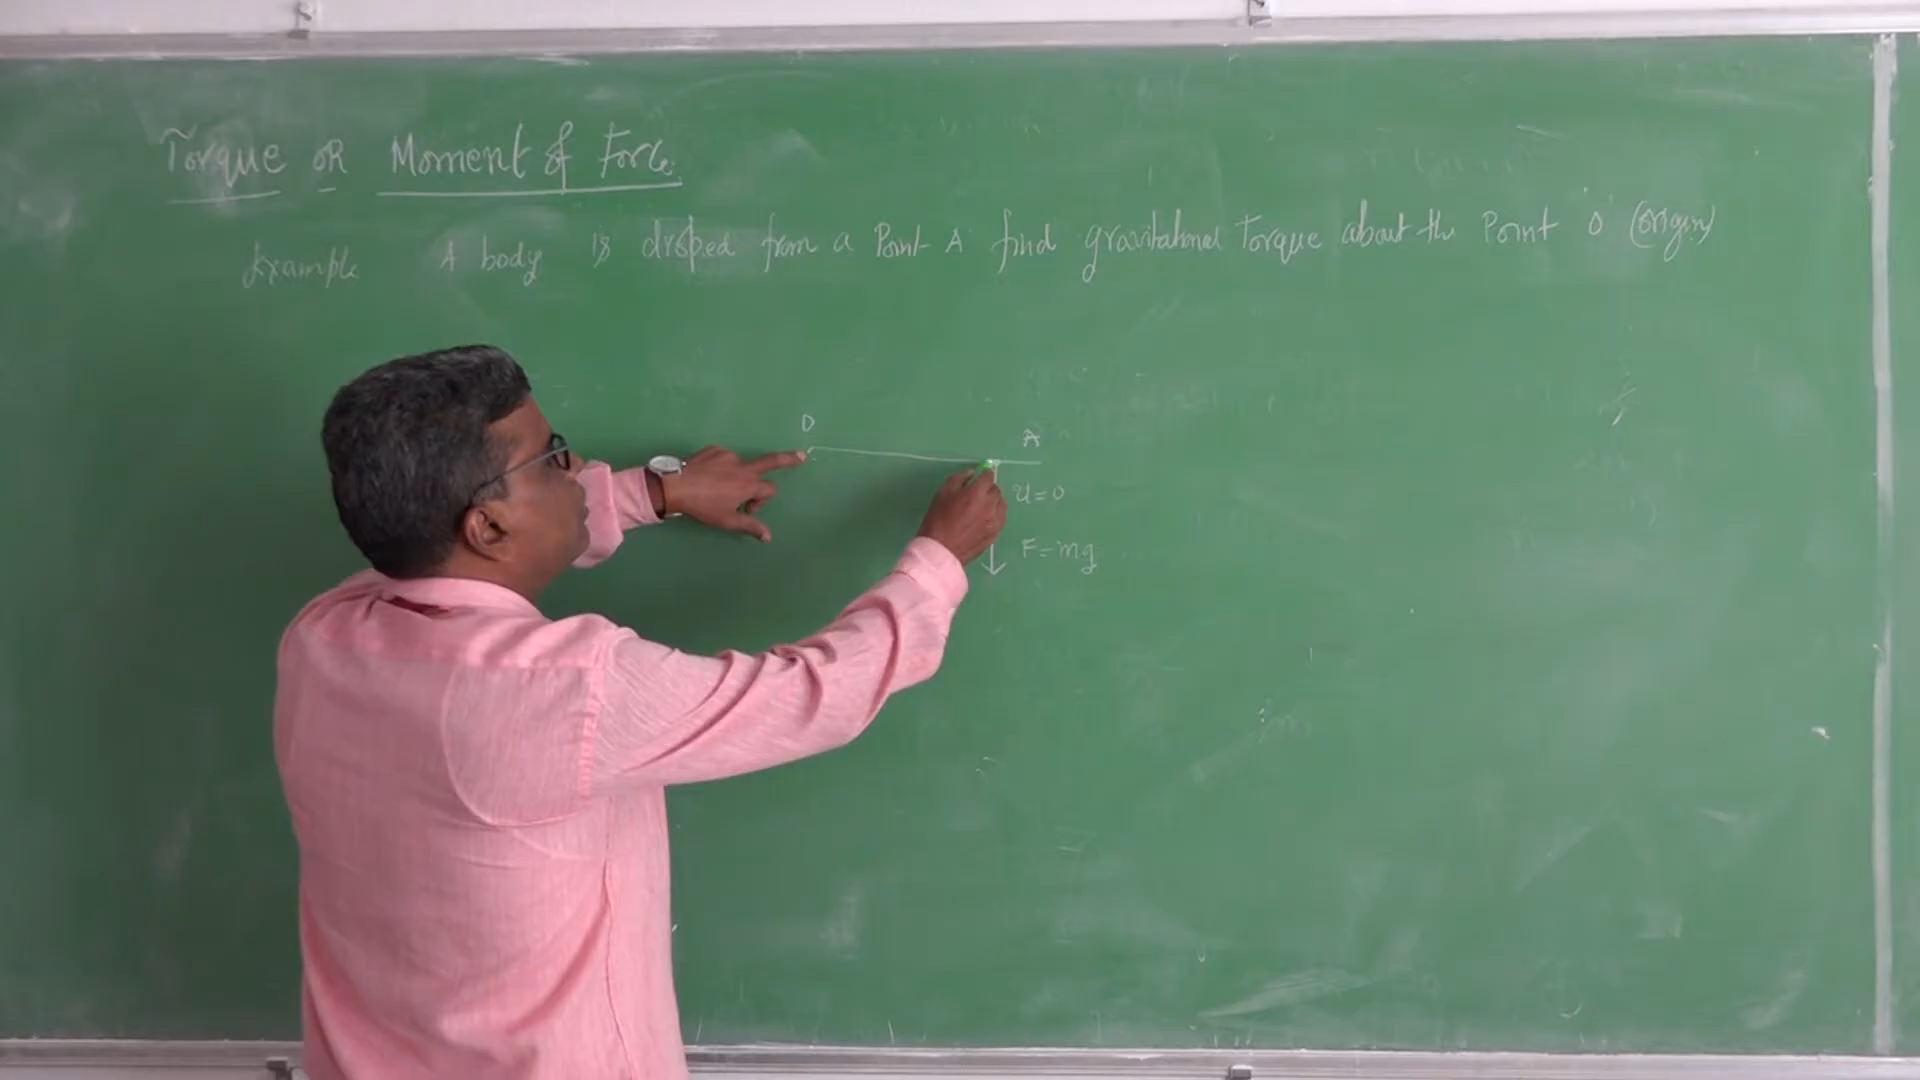 Torque OR Moment of Force.
Example A body is droped from a Point A find gravitational Torque about the Point O (origin)
O
A
u=0
F=mg